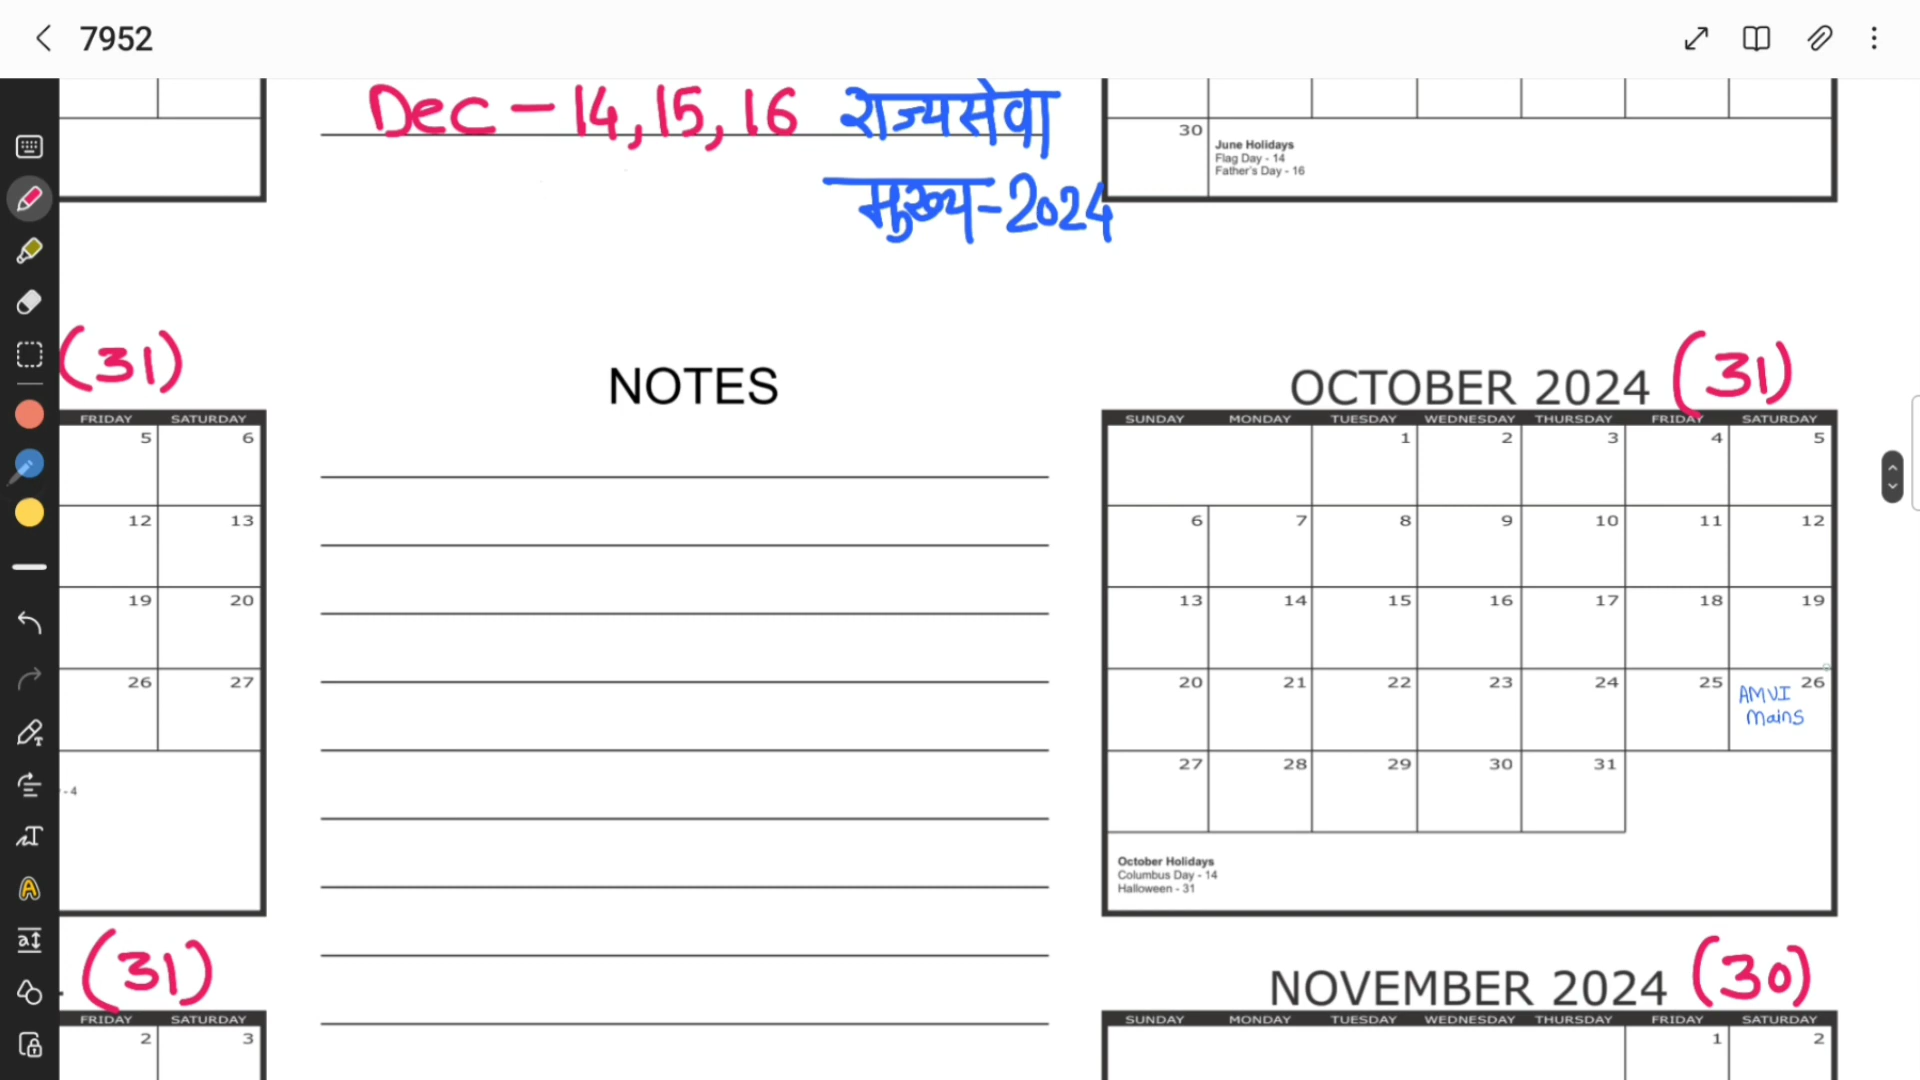 7952
Dec - 14, 15, 16 राज्यसेवा
मुख्य - 2024
30
June Holidays
Flag Day - 14
Father's Day - 16
(31)
FRIDAY SATURDAY
5 6
12 13
19 20
26 27
- 4
(31)
FRIDAY SATURDAY
2 3
NOTES
OCTOBER 2024 (31)
SUNDAY MONDAY TUESDAY WEDNESDAY THURSDAY FRIDAY SATURDAY
1 2 3 4 5
6 7 8 9 10 11 12
13 14 15 16 17 18 19
20 21 22 23 24 25 26
AMVI
Mains
27 28 29 30 31
October Holidays
Columbus Day - 14
Halloween - 31
NOVEMBER 2024 (30)
SUNDAY MONDAY TUESDAY WEDNESDAY THURSDAY FRIDAY SATURDAY
1 2